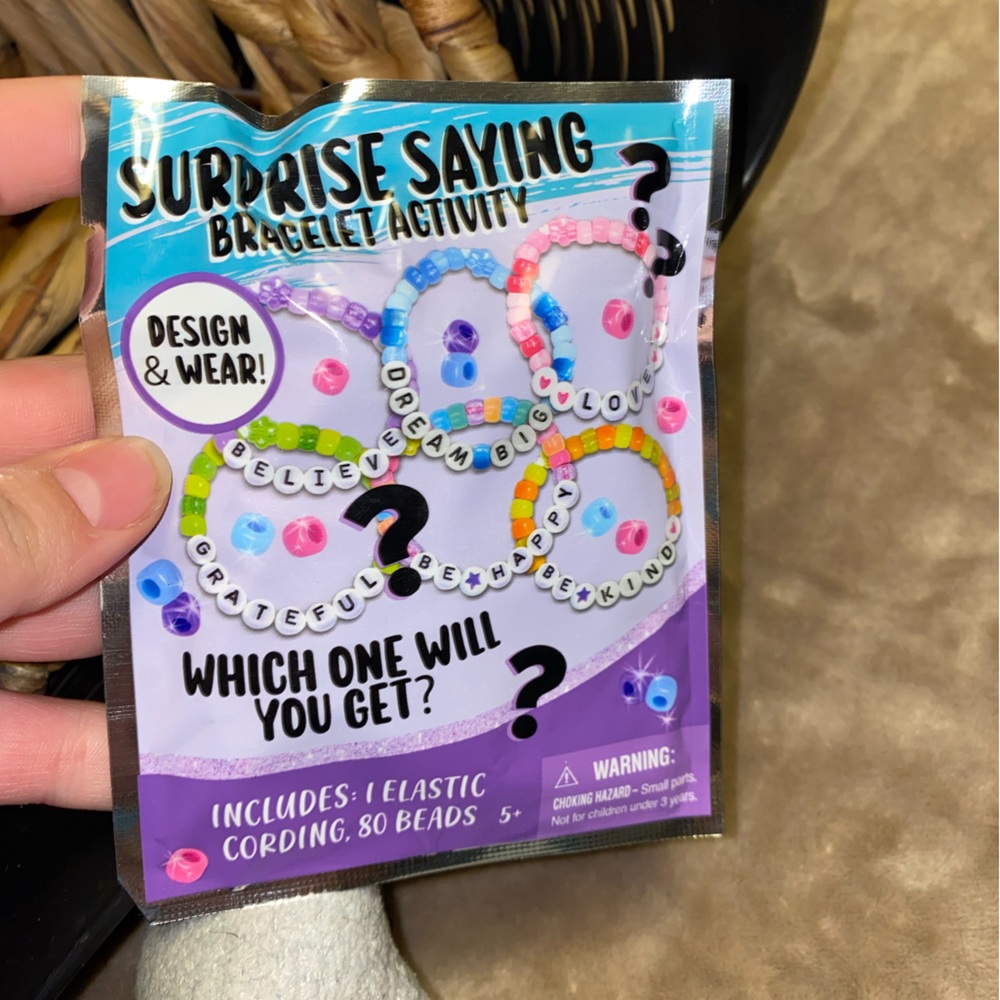 SURPRISE SAYING
BRACELET ACTIVITY
DESIGN
& WEAR!
BELIEVE
DREAM BIG
LOVE
GRATEFUL
BE HAPPY
BE KIND
WHICH ONE WILL
YOU GET?
INCLUDES: 1 ELASTIC
CORDING, 80 BEADS 5+
WARNING:
CHOKING HAZARD – Small parts.
Not for children under 3 years.